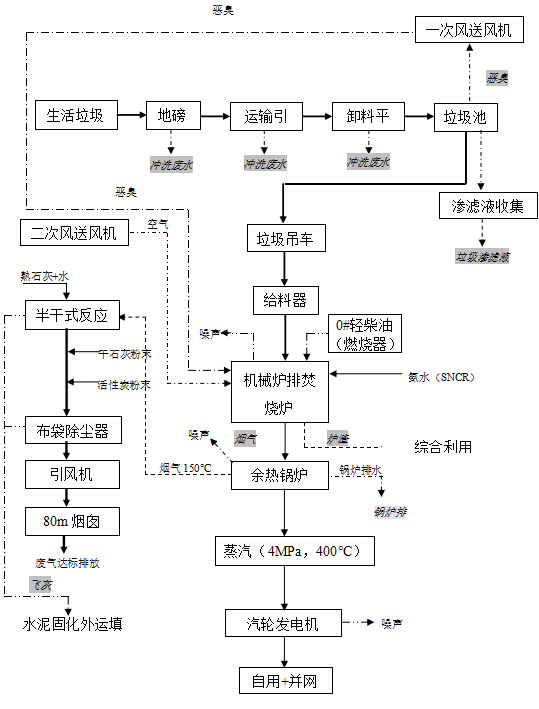 恶臭
一次风送风机
恶臭
生活垃圾
地磅
运输引
卸料平
垃圾池
冲洗废水
冲洗废水
冲洗废水
恶臭
渗滤液收集
二次风送风机
空气
垃圾吊车
垃圾渗滤液
熟石灰+水
给料器
半干式反应
噪声
0#轻柴油
（燃烧器）
干石灰粉末
机械炉排焚
烧炉
氨水（SNCR）
活性炭粉末
布袋除尘器
噪声
烟气
炉渣
综合利用
引风机
烟气 150℃
余热锅炉
锅炉排水
80m 烟囱
锅炉排
蒸汽（4MPa，400℃）
废气达标排放
飞灰
水泥固化外运填
汽轮发电机
噪声
自用+并网